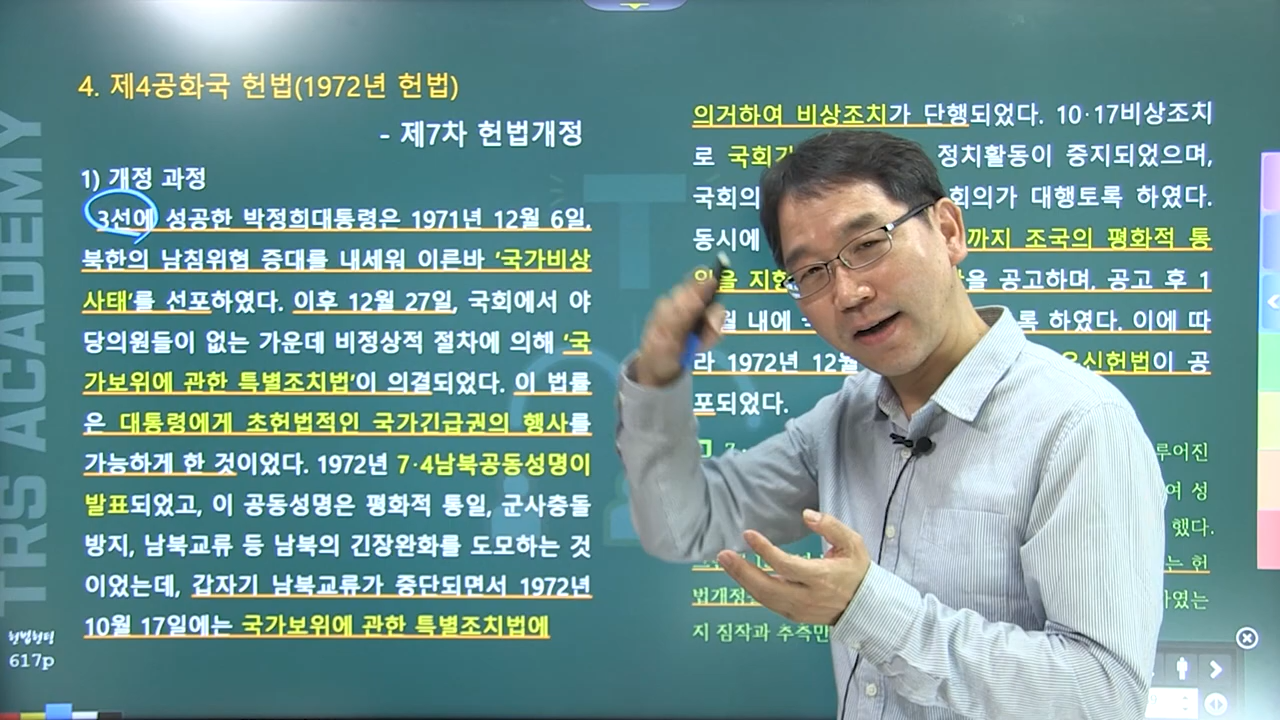 4. 제4공화국 헌법(1972년 헌법)
- 제7차 헌법개정
1) 개정 과정
3선에 성공한 박정희대통령은 1971년 12월 6일,
북한의 남침위협 증대를 내세워 이른바 '국가비상
사태'를 선포하였다. 이후 12월 27일, 국회에서 야
당의원들이 없는 가운데 비정상적 절차에 의해 '국
가보위에 관한 특별조치법'이 의결되었다. 이 법률
은 대통령에게 초헌법적인 국가긴급권의 행사를
가능하게 한 것이었다. 1972년 7·4남북공동성명이
발표되었고, 이 공동성명은 평화적 통일, 군사충돌
방지, 남북교류 등 남북의 긴장완화를 도모하는 것
이었는데, 갑자기 남북교류가 중단되면서 1972년
10월 17일에는 국가보위에 관한 특별조치법에
의거하여 비상조치가 단행되었다. 10·17비상조치
로 정치활동이 중지되었으며,
국회의 회의가 대행토록 하였다.
동시에 까지 조국의 평화적 통
을 공고하며, 공고 후 1
월 내에 하였다. 이에 따
라 1972년 12월 유신헌법이 공
포되었다.
루어진
여 성
했다.
는 헌
법개정
하였는
지 짐작과 추측만
TRS ACADEMY
617p